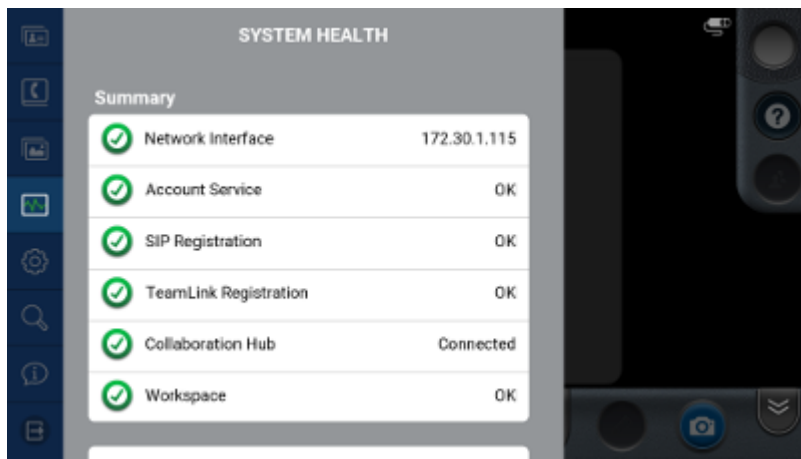 SYSTEM HEALTH
Summary
Network Interface 172.30.1.115
Account Service OK
SIP Registration OK
TeamLink Registration OK
Collaboration Hub Connected
Workspace OK